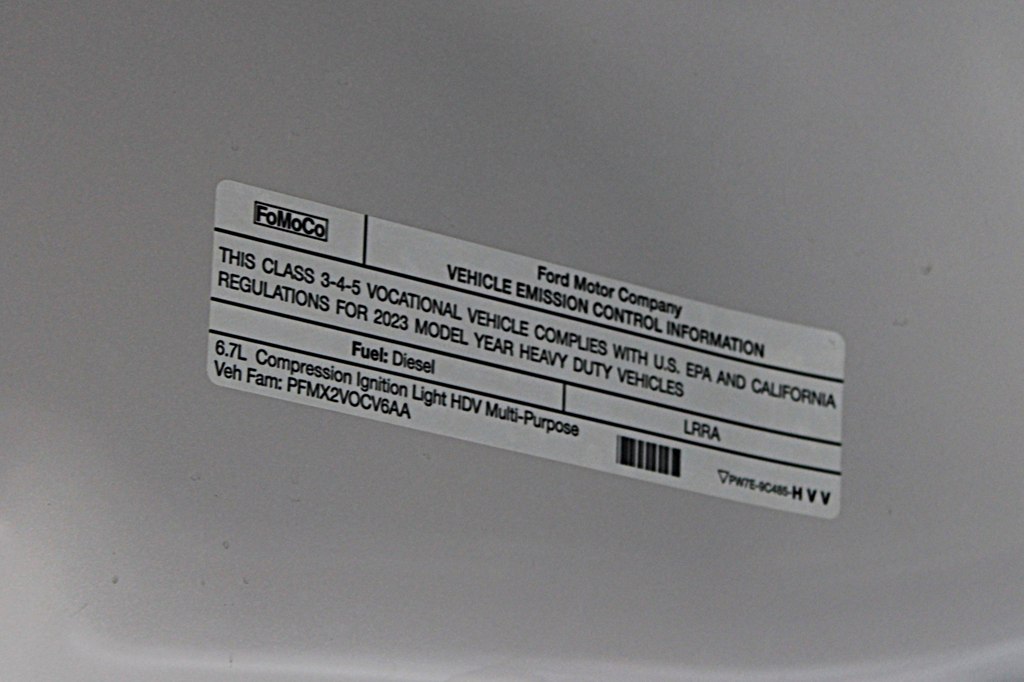 FoMoCo
Ford Motor Company
VEHICLE EMISSION CONTROL INFORMATION
THIS CLASS 3-4-5 VOCATIONAL VEHICLE COMPLIES WITH U.S. EPA AND CALIFORNIA
REGULATIONS FOR 2023 MODEL YEAR HEAVY DUTY VEHICLES
Fuel: Diesel
LRRA
6.7L Compression Ignition Light HDV Multi-Purpose
Veh Fam: PFMX2VOCV6AA
PW7E-9C485-HVV